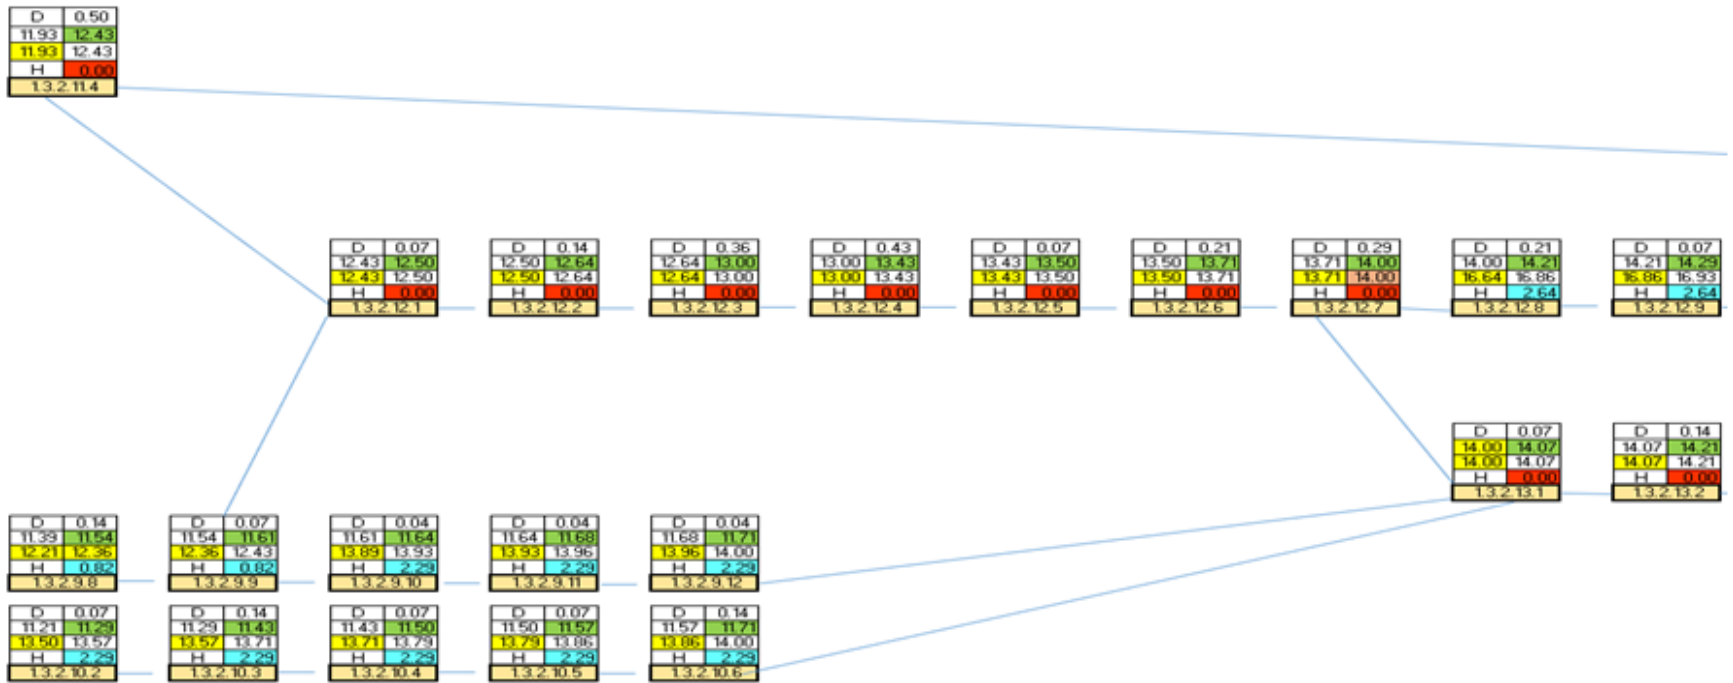 D 0.50
11.93 12.43
11.93 12.43
H 0.00
1.3.2.11.4
D 0.07 D 0.14 D 0.36 D 0.43 D 0.07 D 0.21 D 0.29 D 0.21 D 0.07
12.43 12.50 12.50 12.64 12.64 13.00 13.00 13.43 13.43 13.50 13.50 13.71 13.71 14.00 14.00 14.21 14.21 14.29
12.43 12.50 12.50 12.64 12.64 13.00 13.00 13.43 13.43 13.50 13.50 13.71 13.71 14.00 16.64 16.86 16.86 16.93
H 0.00 H 0.00 H 0.00 H 0.00 H 0.00 H 0.00 H 0.00 H 2.64 H 2.64
1.3.2.12.1 1.3.2.12.2 1.3.2.12.3 1.3.2.12.4 1.3.2.12.5 1.3.2.12.6 1.3.2.12.7 1.3.2.12.8 1.3.2.12.9
D 0.07 D 0.14
14.00 14.07 14.07 14.21
14.00 14.07 14.07 14.21
H 0.00 H 0.00
1.3.2.13.1 1.3.2.13.2
D 0.14 D 0.07 D 0.04 D 0.04 D 0.04
11.39 11.54 11.54 11.61 11.61 11.64 11.64 11.68 11.68 11.71
12.21 12.36 12.36 12.43 13.89 13.93 13.93 13.96 13.96 14.00
H 0.82 H 0.82 H 2.29 H 2.29 H 2.29
1.3.2.9.8 1.3.2.9.9 1.3.2.9.10 1.3.2.9.11 1.3.2.9.12
D 0.07 D 0.14 D 0.07 D 0.07 D 0.14
11.21 11.29 11.29 11.43 11.43 11.50 11.50 11.57 11.57 11.71
13.50 13.57 13.57 13.71 13.71 13.79 13.79 13.86 13.86 14.00
H 2.29 H 2.29 H 2.29 H 2.29 H 2.29
1.3.2.10.2 1.3.2.10.3 1.3.2.10.4 1.3.2.10.5 1.3.2.10.6